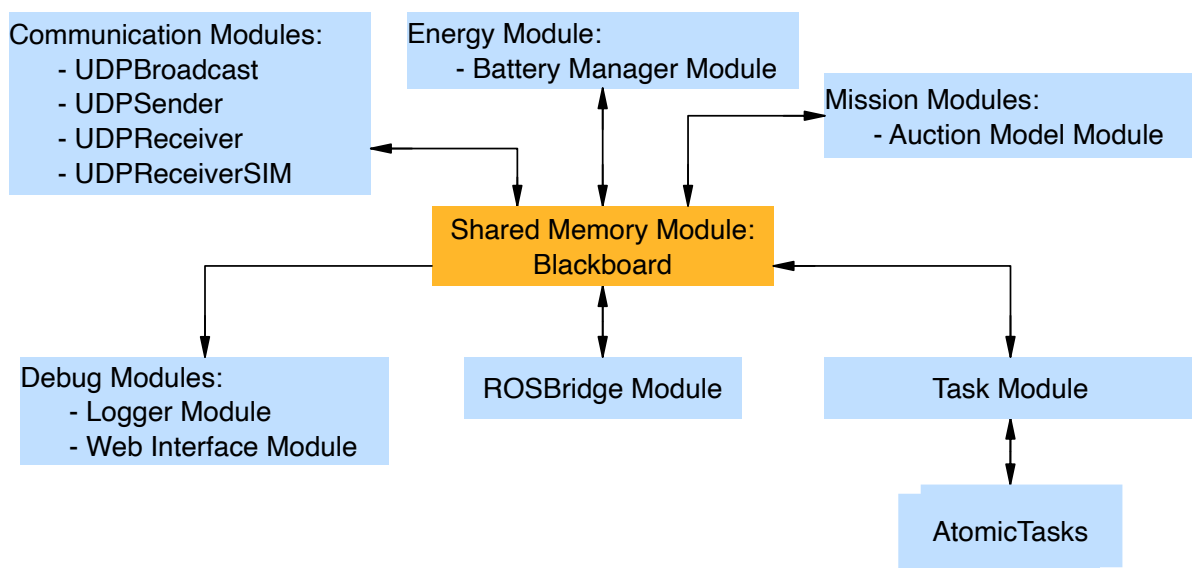 Communication Modules:
- UDPBroadcast
- UDPSender
- UDPReceiver
- UDPReceiverSIM
Energy Module:
- Battery Manager Module
Mission Modules:
- Auction Model Module
Shared Memory Module:
Blackboard
Debug Modules:
- Logger Module
- Web Interface Module
ROSBridge Module
Task Module
AtomicTasks